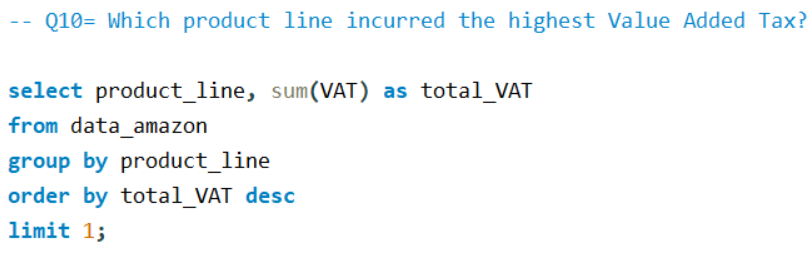 -- Q10= Which product line incurred the highest Value Added Tax?
select product_line, sum(VAT) as total_VAT
from data_amazon
group by product_line
order by total_VAT desc
limit 1;